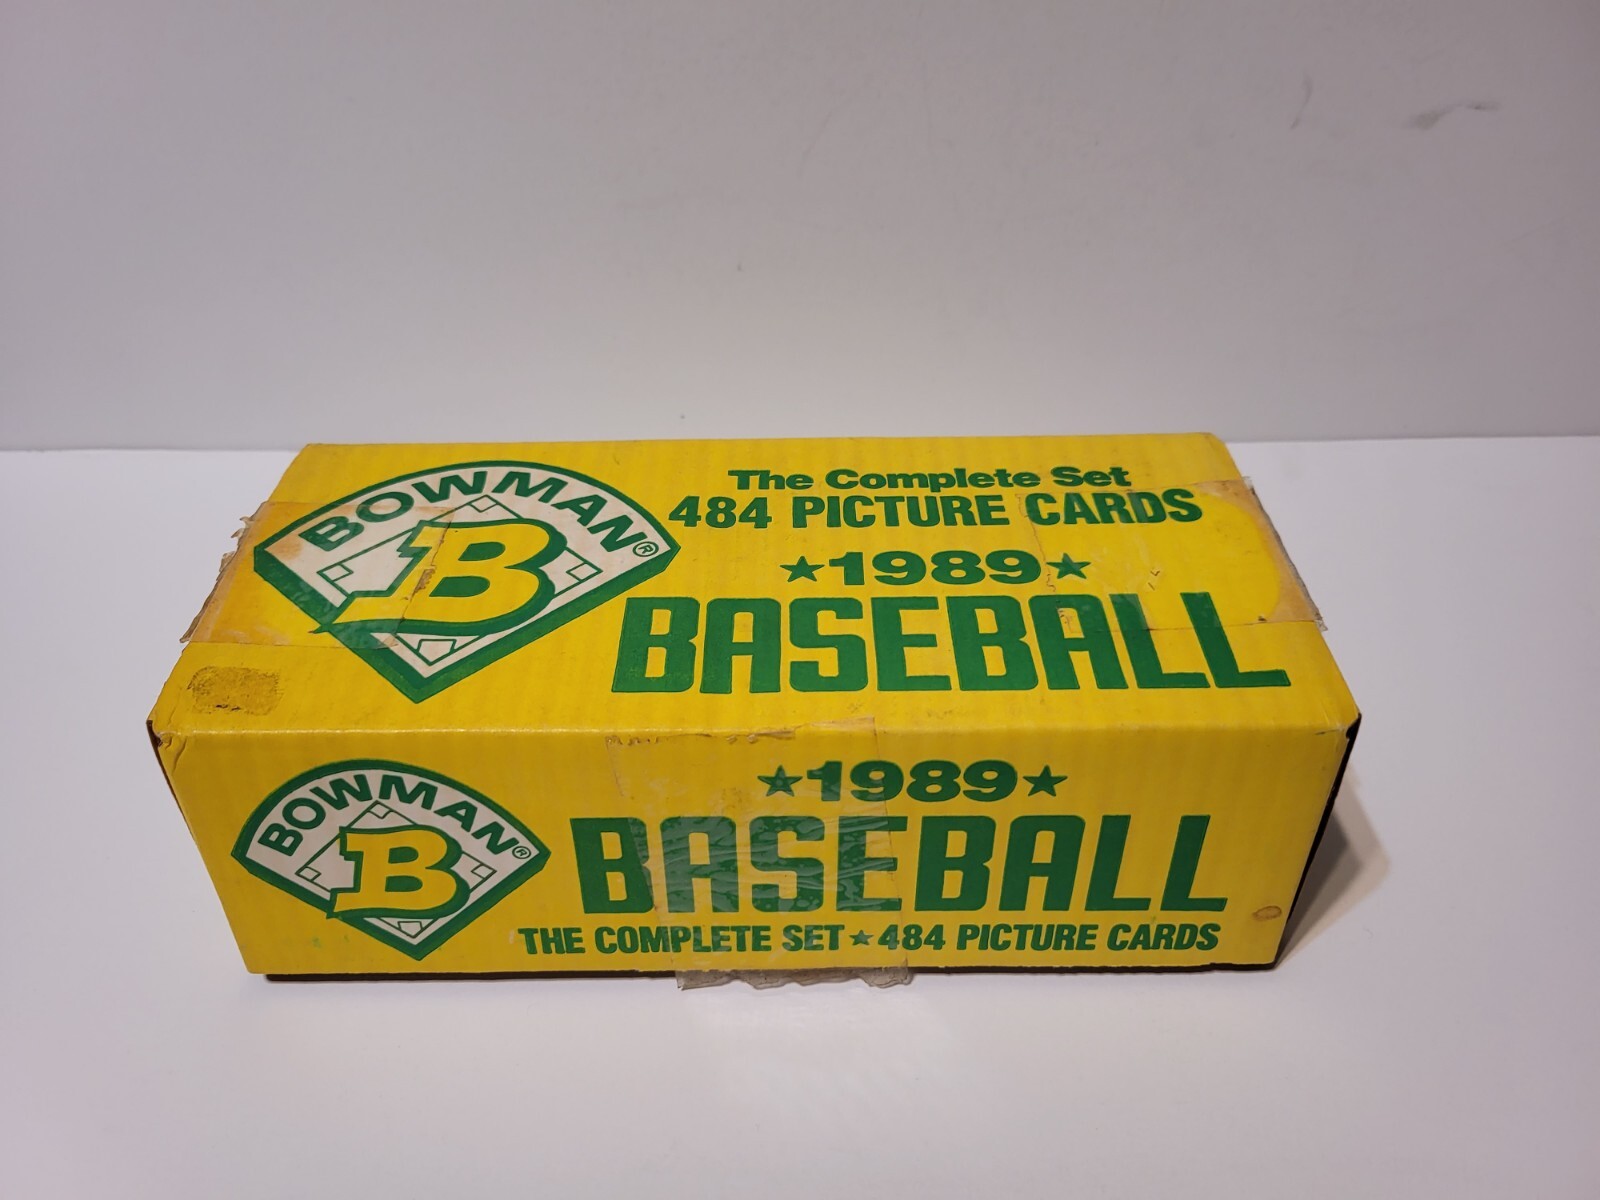 BOWMAN®
B
The Complete Set
484 PICTURE CARDS
★1989★
BASEBALL
BOWMAN®
B
★1989★
BASEBALL
THE COMPLETE SET★484 PICTURE CARDS